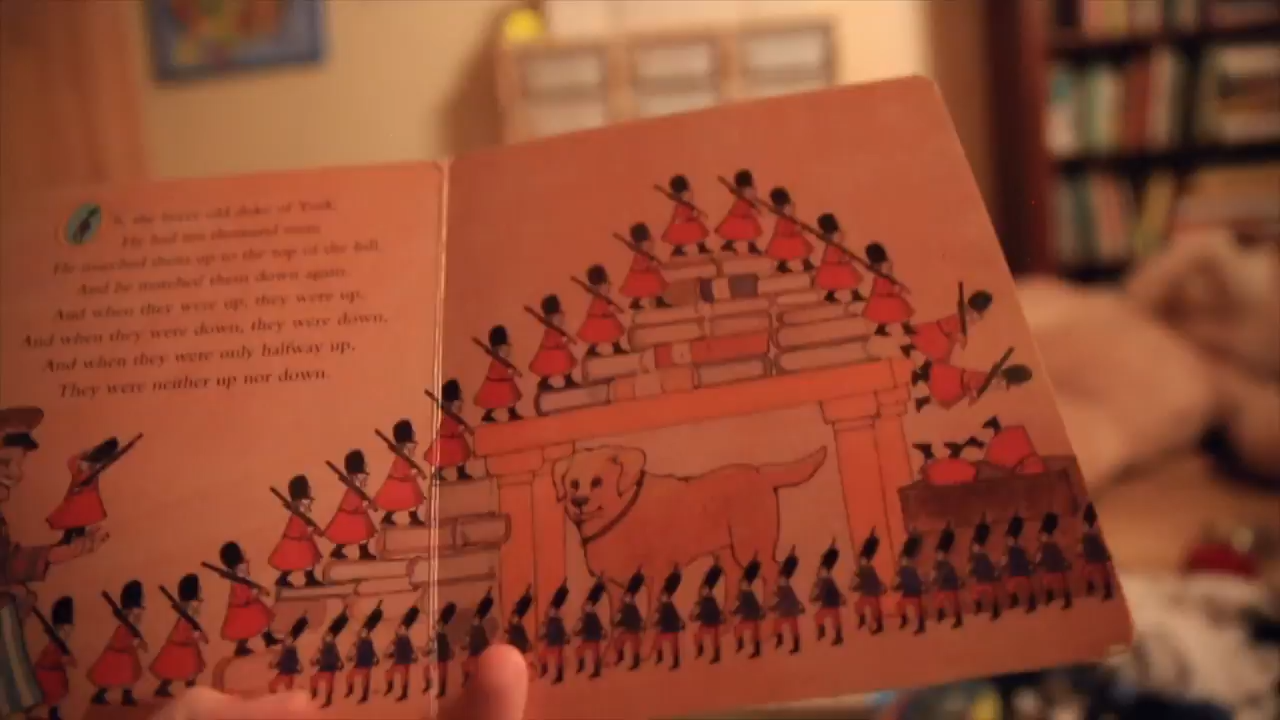 , the brave old duke of York,
He had ten thousand men;
He marched them up to the top of the hill,
And he marched them down again.
And when they were up, they were up,
And when they were down, they were down,
And when they were only halfway up,
They were neither up nor down.